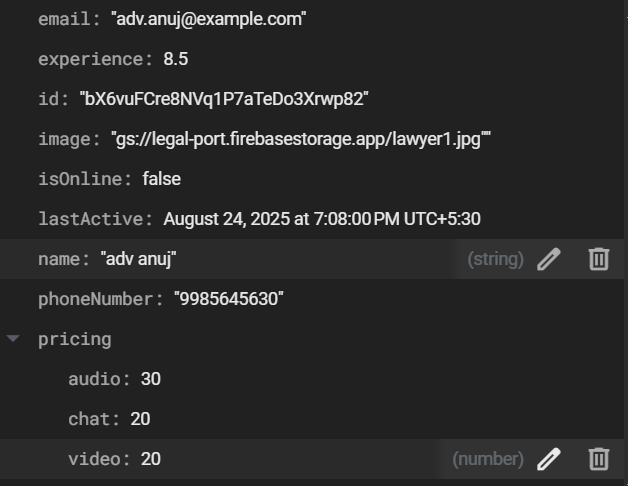 email: "adv.anuj@example.com"
experience: 8.5
id: "bX6vuFCre8NVq1P7aTeDo3Xrwp82"
image: "gs://legal-port.firebasestorage.app/lawyer1.jpg""
isOnline: false
lastActive: August 24, 2025 at 7:08:00 PM UTC+5:30
name: "adv anuj" (string)
phoneNumber: "9985645630"
pricing
audio: 30
chat: 20
video: 20 (number)